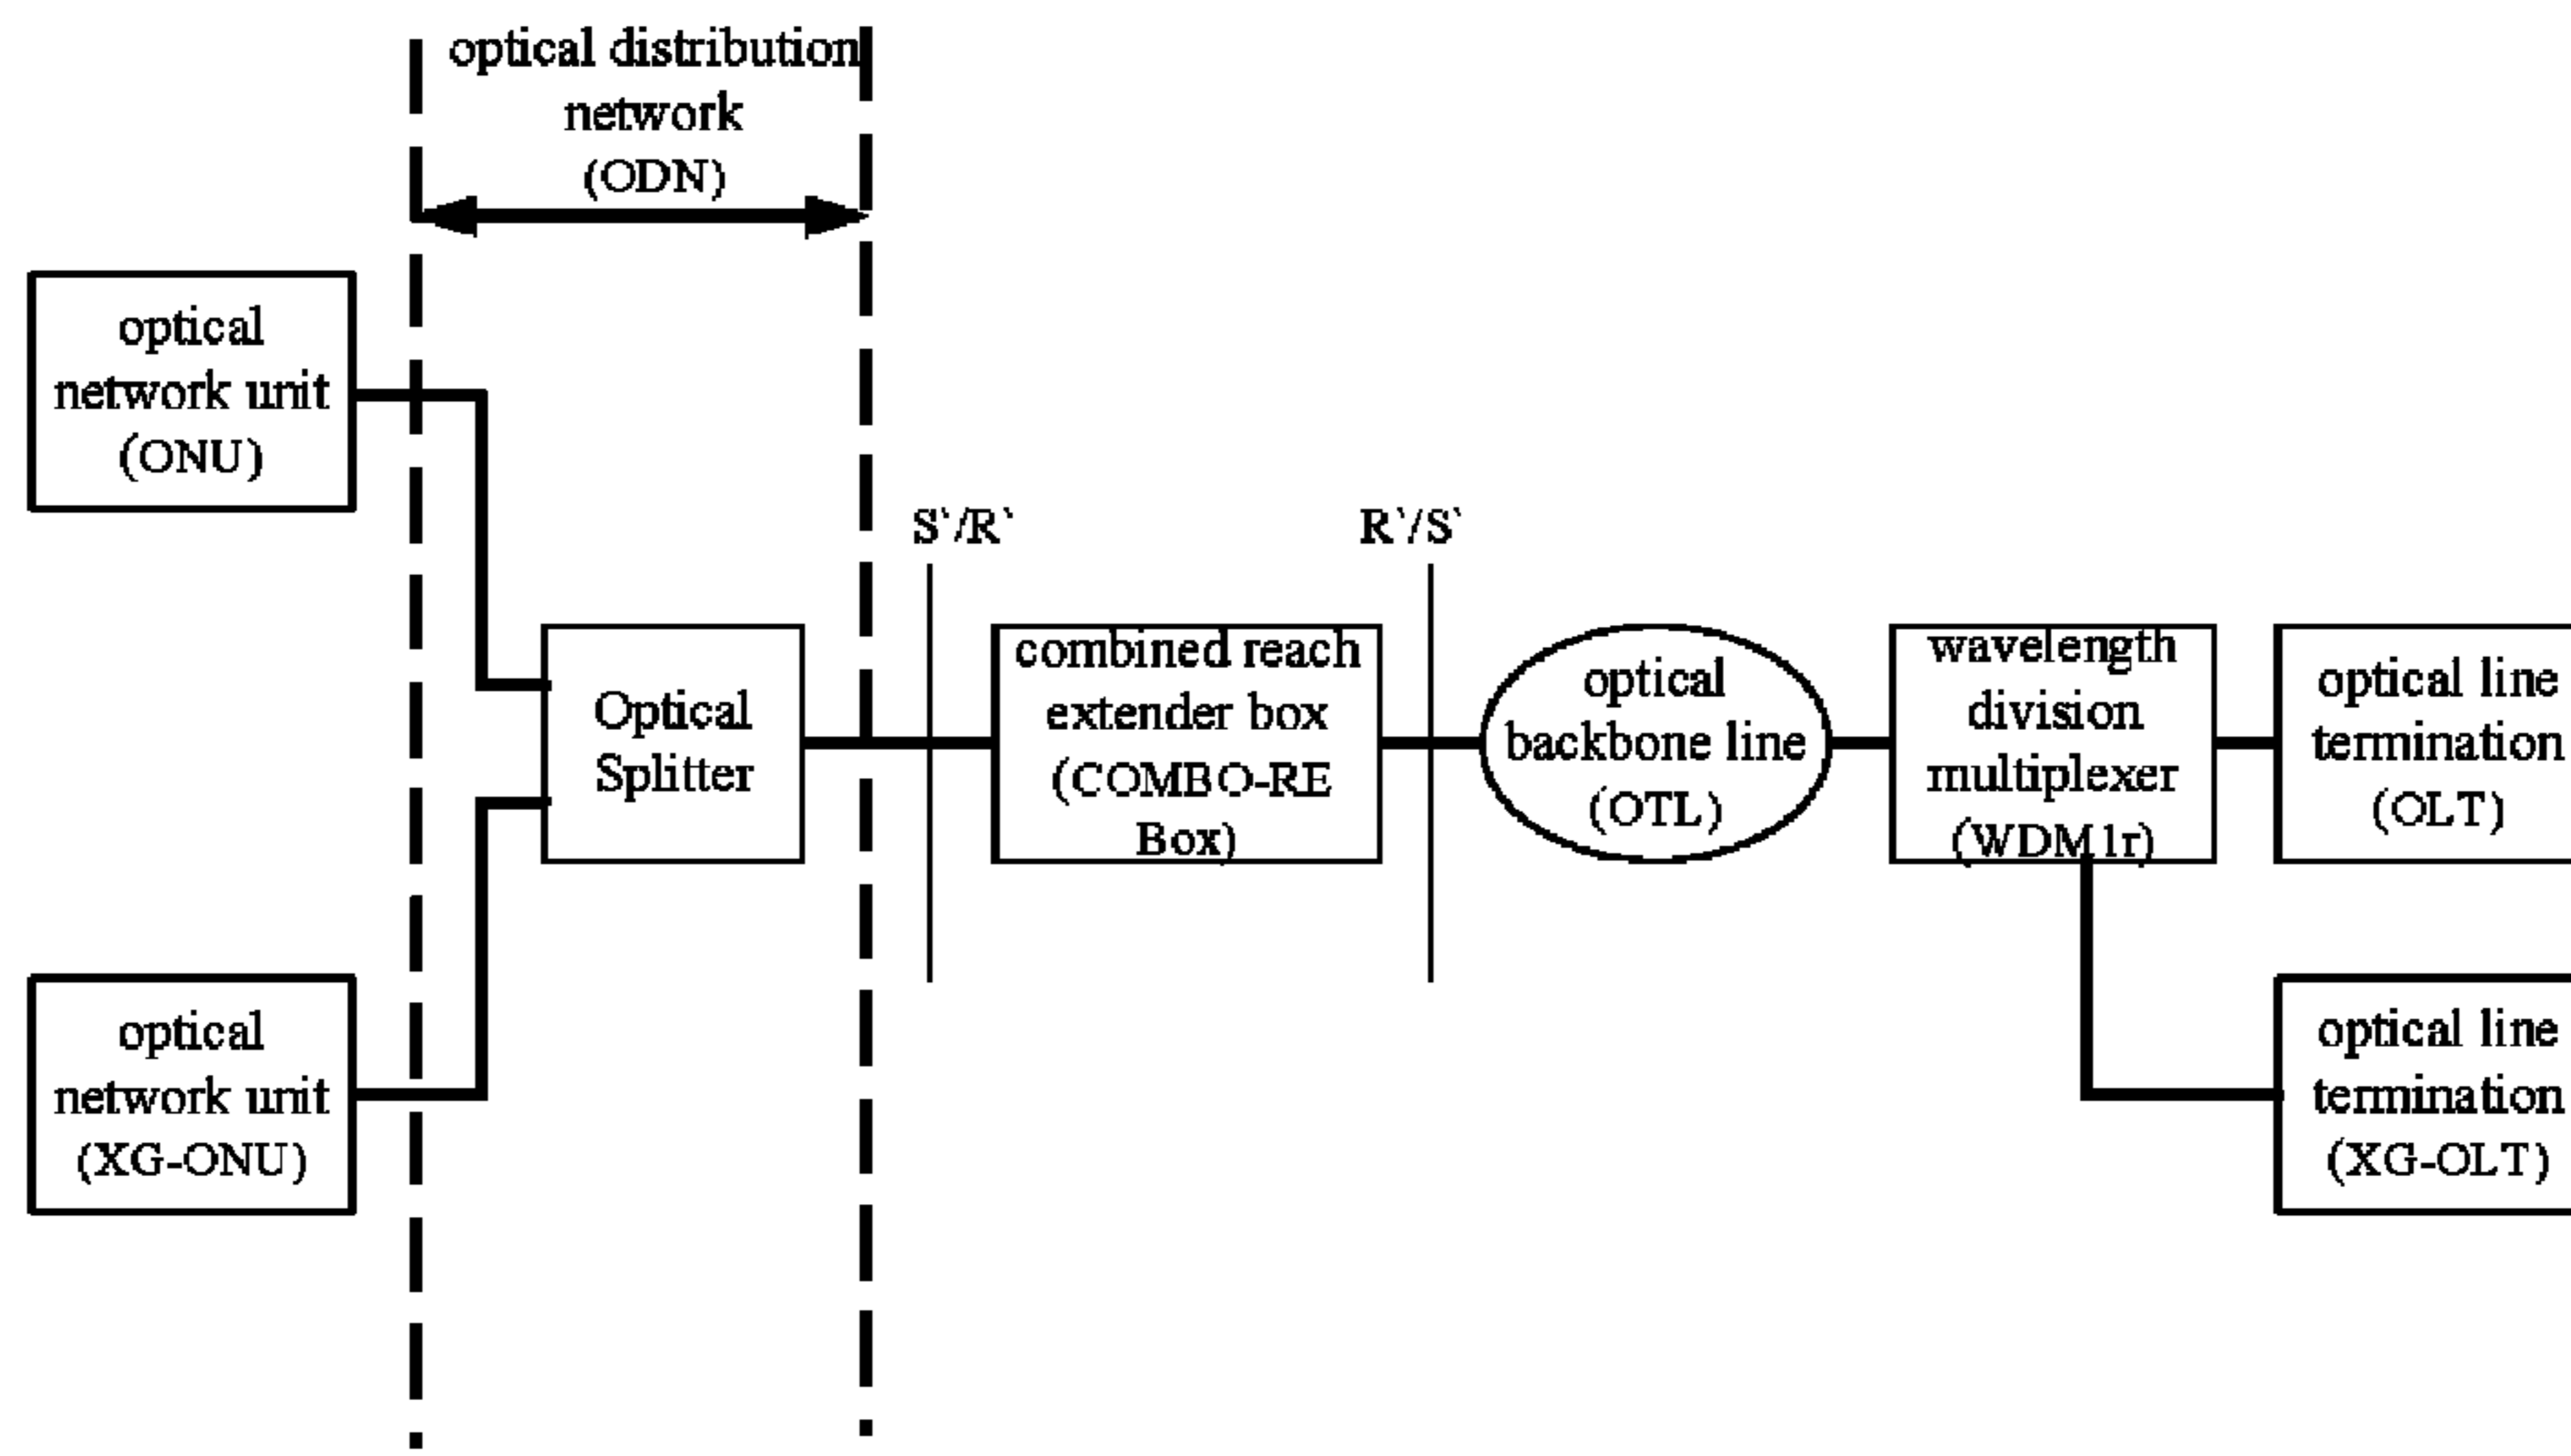 optical distribution
network
(ODN)
optical
network unit
(ONU)
S`/R`
R`/S`
Optical
Splitter
combined reach
extender box
(COMBO-RE
Box)
optical
backbone line
(OTL)
wavelength
division
multiplexer
(WDM1r)
optical line
termination
(OLT)
optical
network unit
(XG-ONU)
optical line
termination
(XG-OLT)